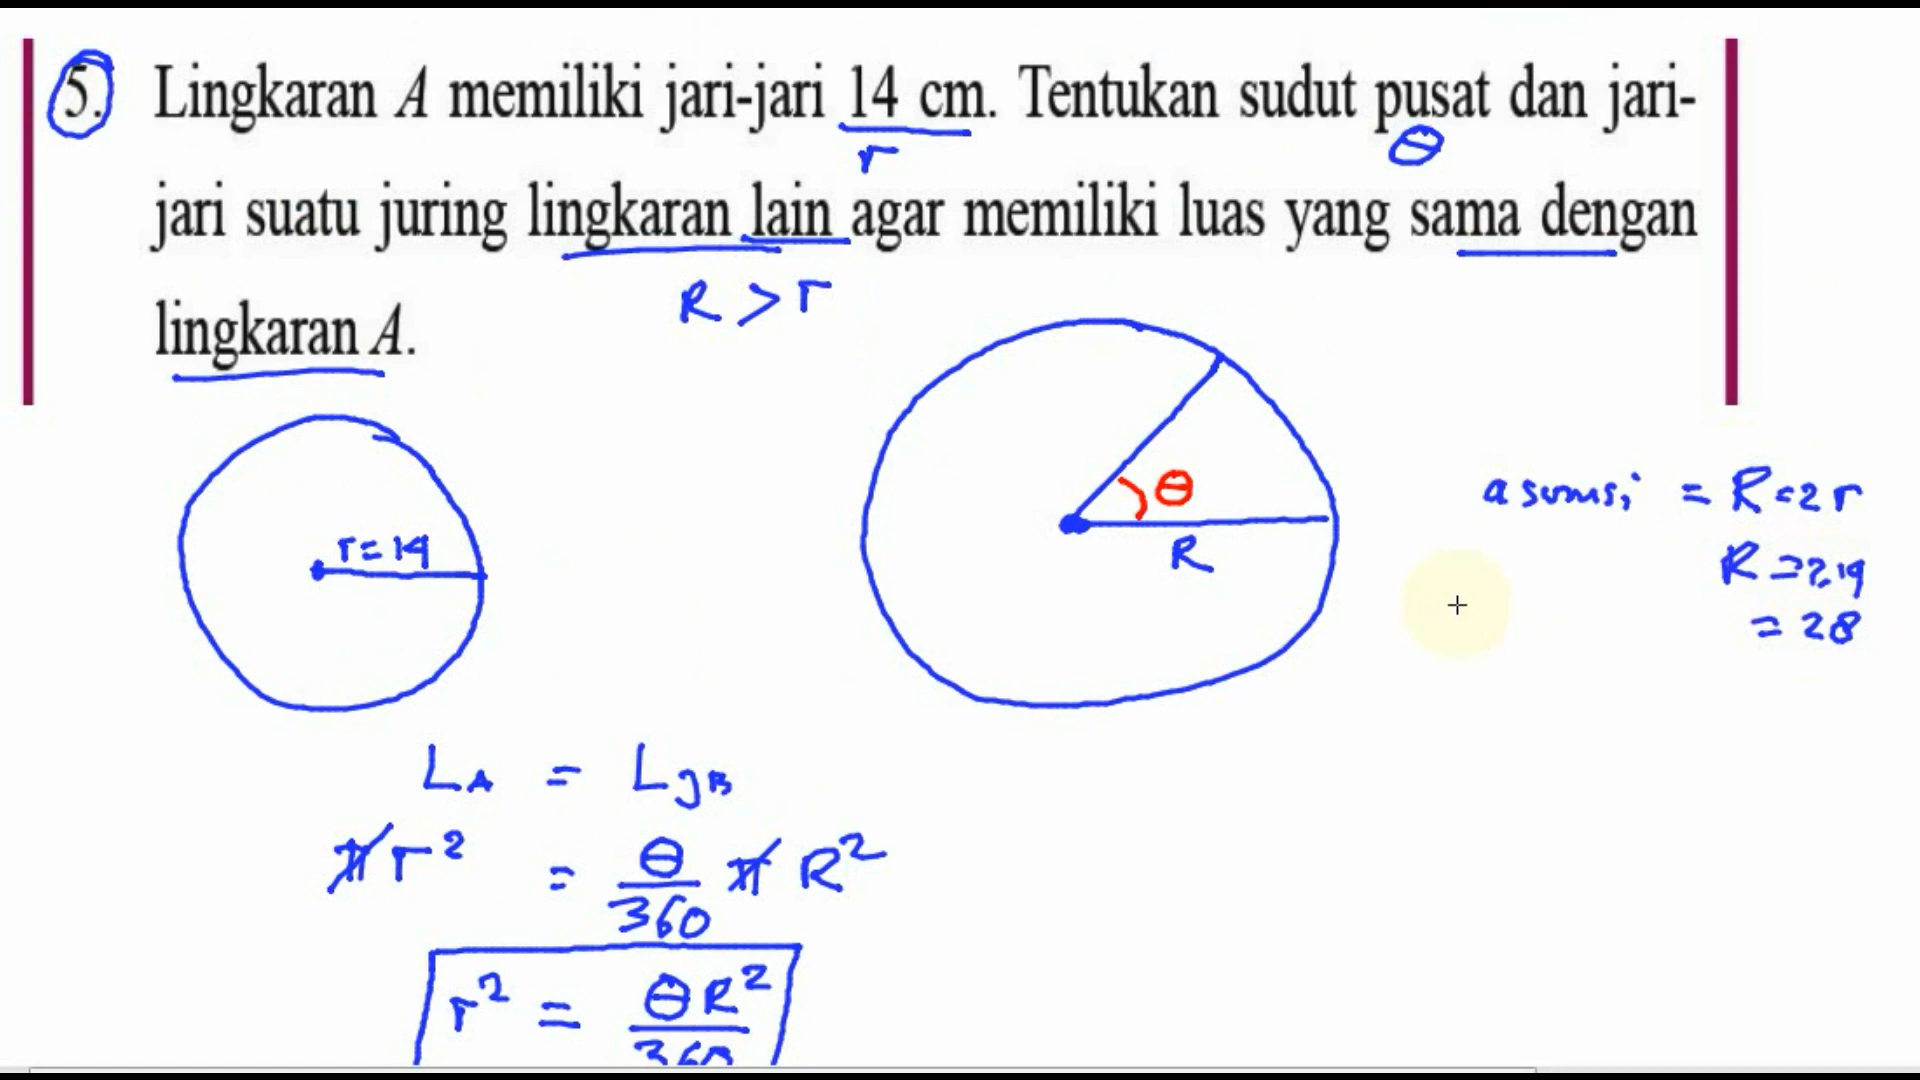 5. Lingkaran A memiliki jari-jari 14 cm. Tentukan sudut pusat dan jari-
r
θ
jari suatu juring lingkaran lain agar memiliki luas yang sama dengan
R > r
lingkaran A.
r = 14
θ
R
asumsi = R = 2r
R = 2.14
= 28
L_A = L_jB
πr² = θ/360 πR²
r² = θR²/360